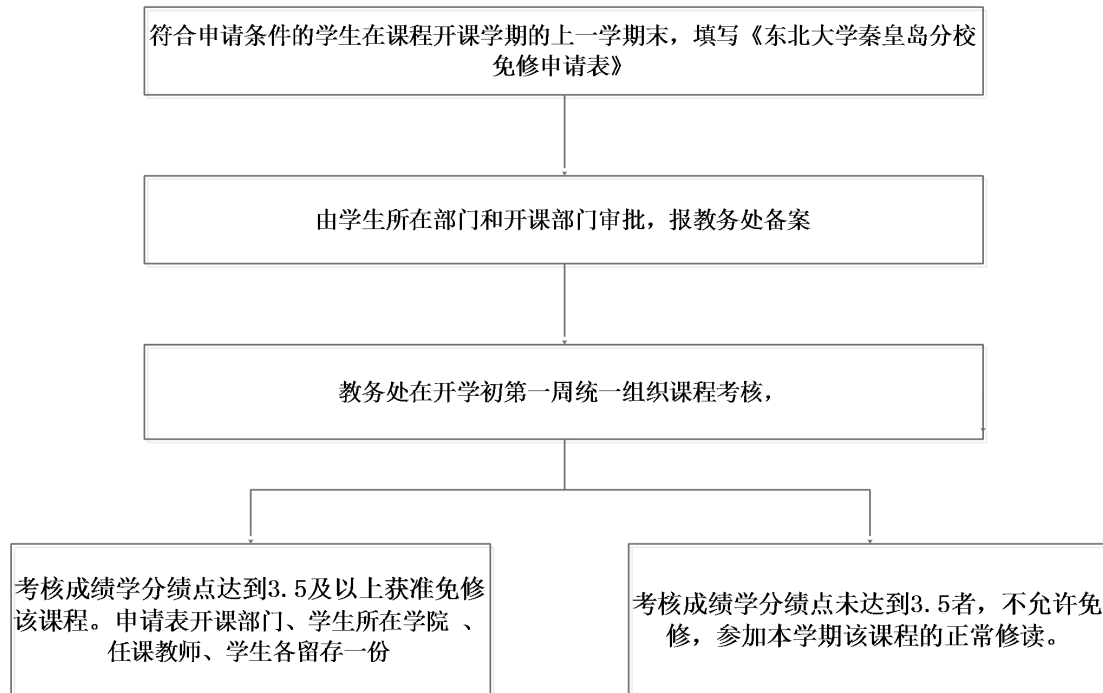 符合申请条件的学生在课程开课学期的上一学期末，填写《东北大学秦皇岛分校
免修申请表》
由学生所在部门和开课部门审批，报教务处备案
教务处在开学初第一周统一组织课程考核，
考核成绩学分绩点达到3.5及以上获准免修
该课程。申请表开课部门、学生所在学院 、
任课教师、学生各留存一份
考核成绩学分绩点未达到3.5者，不允许免
修，参加本学期该课程的正常修读。